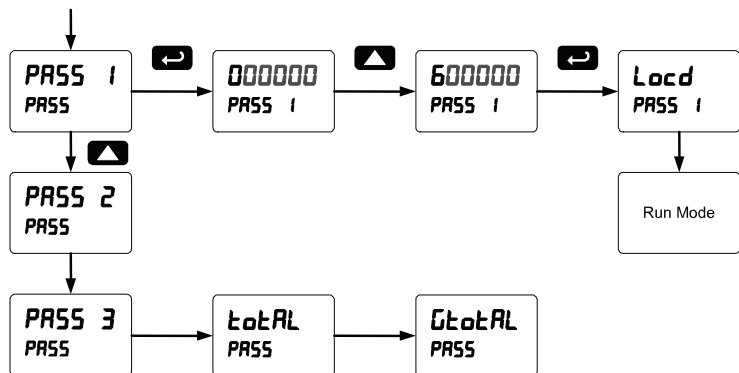 PASS 1
PASS
000000
PASS 1
600000
PASS 1
Locd
PASS 1
PASS 2
PASS
Run Mode
PASS 3
PASS
totAL
PASS
GtotAL
PASS